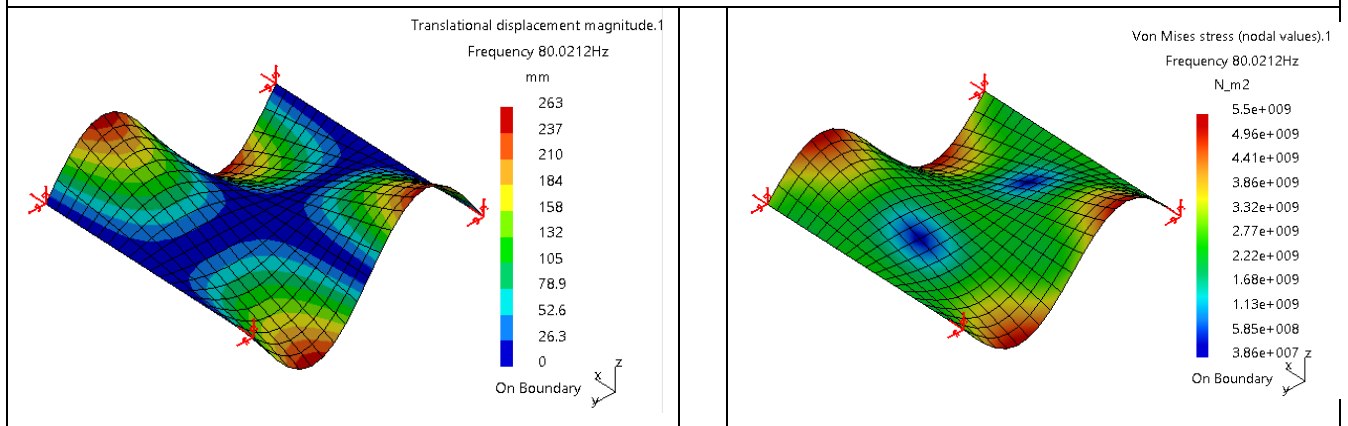 Translational displacement magnitude.1
Frequency 80.0212Hz
mm
263
237
210
184
158
132
105
78.9
52.6
26.3
0
On Boundary
x
y
z
Von Mises stress (nodal values).1
Frequency 80.0212Hz
N_m2
5.5e+009
4.96e+009
4.41e+009
3.86e+009
3.32e+009
2.77e+009
2.22e+009
1.68e+009
1.13e+009
5.85e+008
3.86e+007
On Boundary
x
y
z